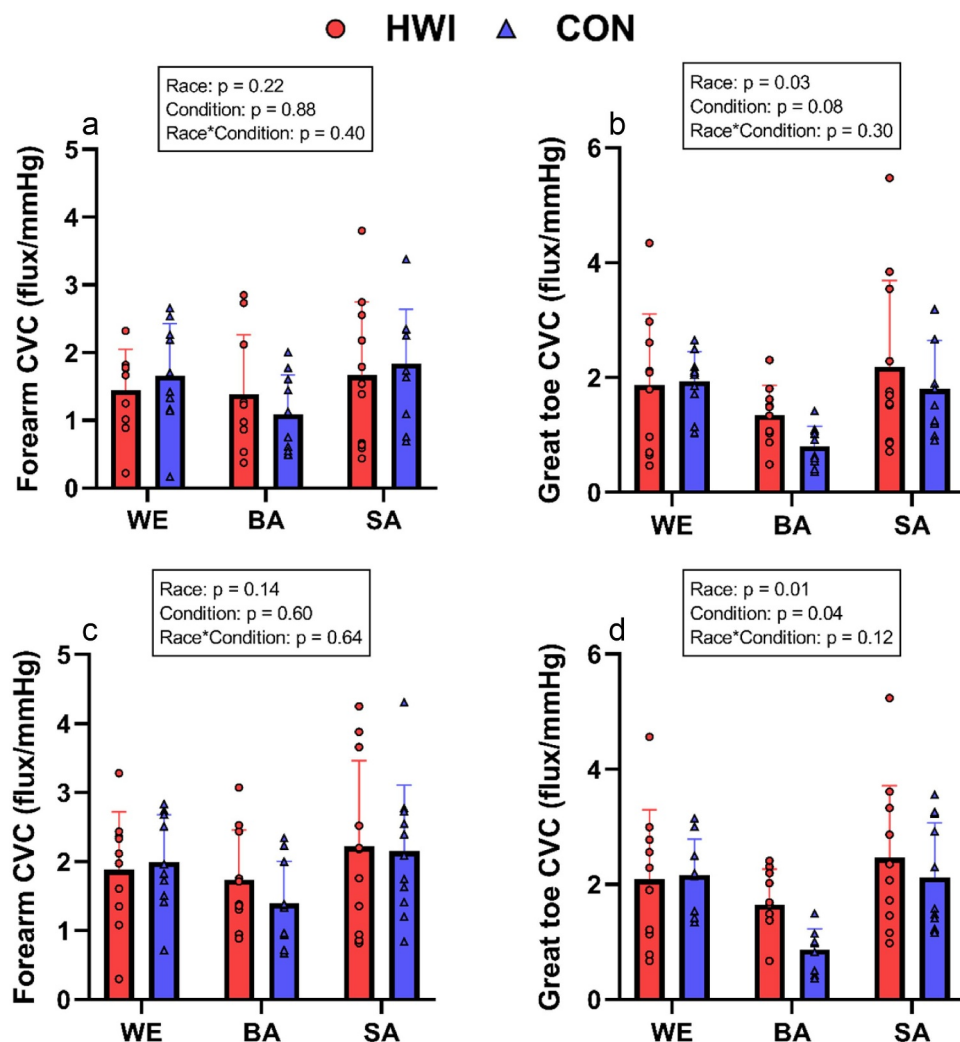 HWI CON
Race: p = 0.22
Condition: p = 0.88
Race*Condition: p = 0.40
a
Forearm CVC (flux/mmHg)
5
4
3
2
1
0
WE BA SA
Race: p = 0.03
Condition: p = 0.08
Race*Condition: p = 0.30
b
Great toe CVC (flux/mmHg)
6
4
2
0
WE BA SA
Race: p = 0.14
Condition: p = 0.60
Race*Condition: p = 0.64
c
Forearm CVC (flux/mmHg)
5
4
3
2
1
0
WE BA SA
Race: p = 0.01
Condition: p = 0.04
Race*Condition: p = 0.12
d
Great toe CVC (flux/mmHg)
6
4
2
0
WE BA SA